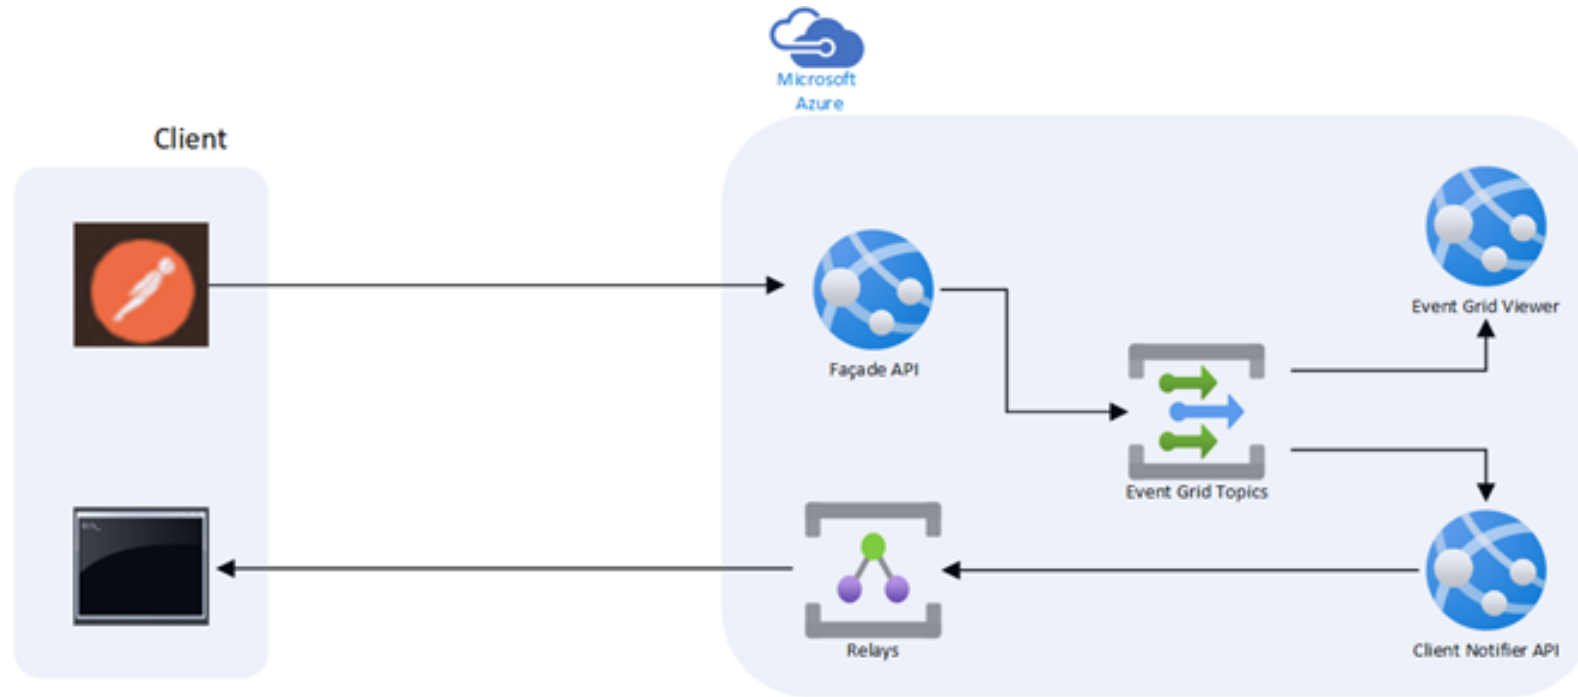 Microsoft
Azure
Client
Event Grid Viewer
Façade API
Event Grid Topics
Relays
Client Notifier API